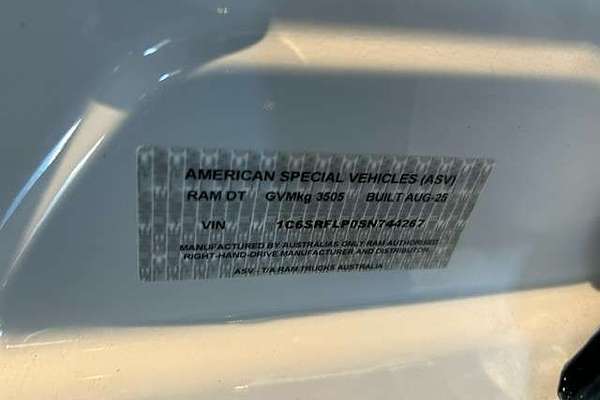 AMERICAN SPECIAL VEHICLES (ASV)
RAM DT GVMkg 3505 BUILT AUG-25
VIN 1C6SRFLP0SN744267
MANUFACTURED BY AUSTRALIAS ONLY RAM AUTHORISED
RIGHT-HAND-DRIVE MANUFACTURER AND DISTRIBUTOR.
ASV - T/A RAM TRUCKS AUSTRALIA